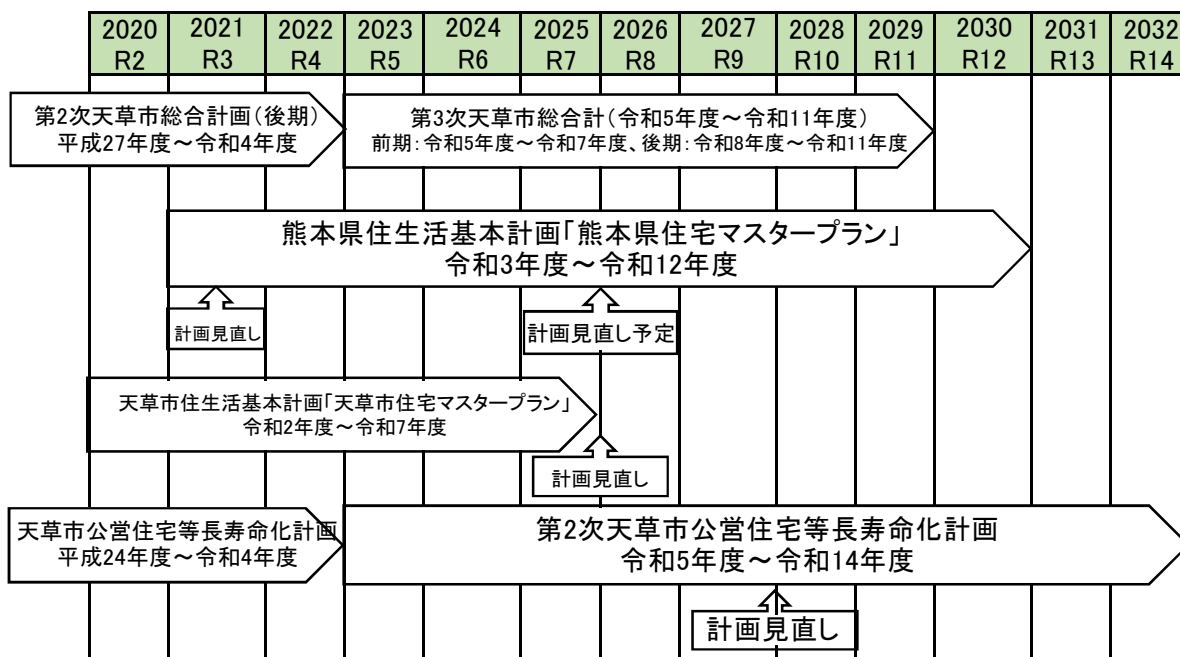 2020 2021 2022 2023 2024 2025 2026 2027 2028 2029 2030 2031 2032
R2 R3 R4 R5 R6 R7 R8 R9 R10 R11 R12 R13 R14
第2次天草市総合計画(後期)
平成27年度～令和4年度
第3次天草市総合計(令和5年度～令和11年度)
前期:令和5年度～令和7年度、後期:令和8年度～令和11年度
熊本県住生活基本計画「熊本県住宅マスタープラン」
令和3年度～令和12年度
計画見直し
計画見直し予定
天草市住生活基本計画「天草市住宅マスタープラン」
令和2年度～令和7年度
計画見直し
天草市公営住宅等長寿命化計画
平成24年度～令和4年度
第2次天草市公営住宅等長寿命化計画
令和5年度～令和14年度
計画見直し